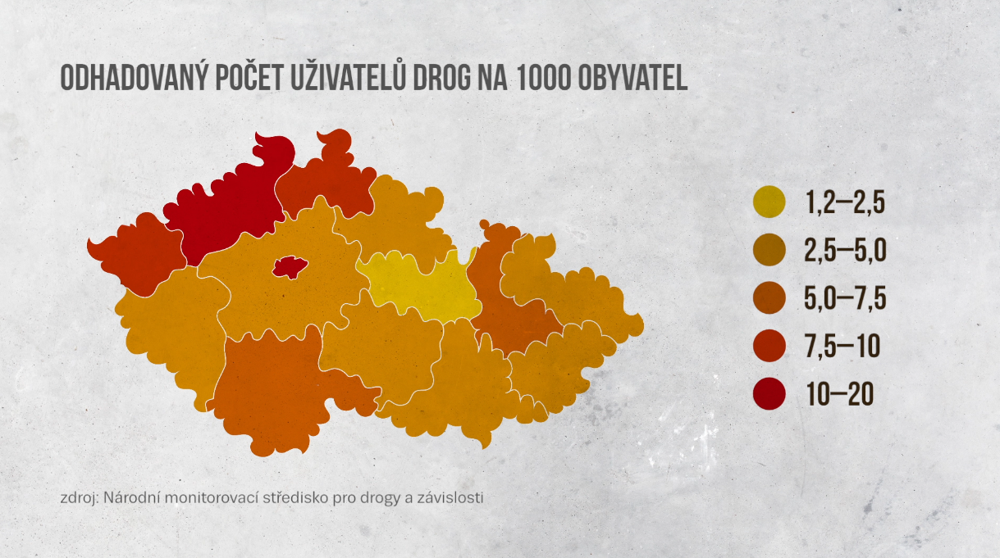 ODHADOVANÝ POČET UŽIVATELŮ DROG NA 1000 OBYVATEL
1,2–2,5
2,5–5,0
5,0–7,5
7,5–10
10–20
zdroj: Národní monitorovací středisko pro drogy a závislosti